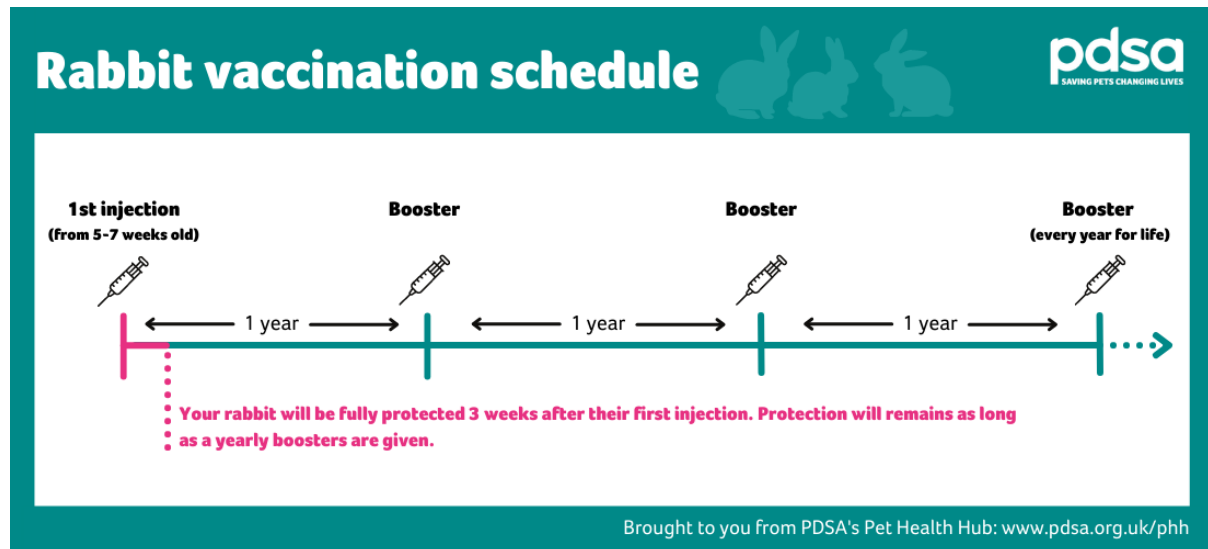 Rabbit vaccination schedule
pdsa
SAVING PETS CHANGING LIVES
1st injection
(from 5-7 weeks old)
Booster
Booster
Booster
(every year for life)
1 year
1 year
1 year
Your rabbit will be fully protected 3 weeks after their first injection. Protection will remains as long
as a yearly boosters are given.
Brought to you from PDSA's Pet Health Hub: www.pdsa.org.uk/phh